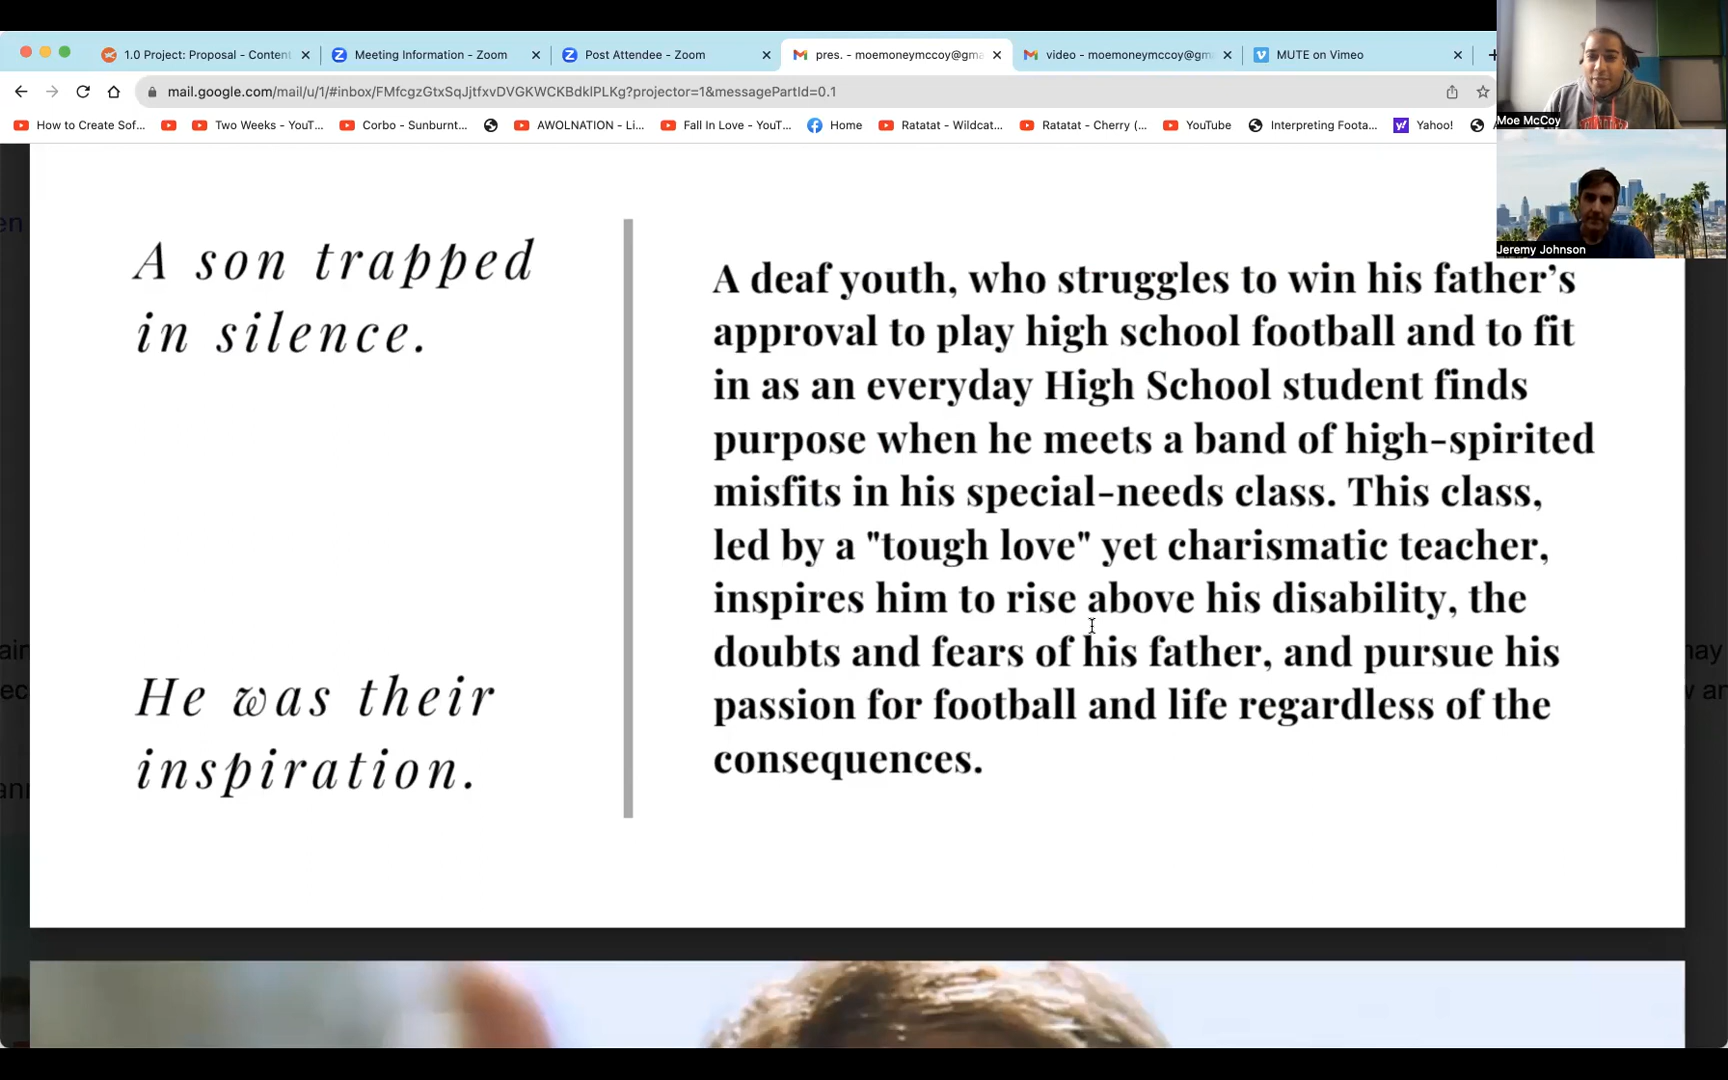 1.0 Project: Proposal - Content
Meeting Information - Zoom
Post Attendee - Zoom
pres. - moemoneymccoy@gma
video - moemoneymccoy@gm
MUTE on Vimeo
mail.google.com/mail/u/1/#inbox/FMfcgzGtxSqJjtfxvDVGKWCKBdklPLKg?projector=1&messagePartId=0.1
How to Create Sof...
Two Weeks - YouT...
Corbo - Sunburnt...
AWOLNATION - Li...
Fall In Love - YouT...
Home
Ratatat - Wildcat...
Ratatat - Cherry (...
YouTube
Interpreting Foota...
Yahoo!
Moe McCoy
Jeremy Johnson
A son trapped
in silence.
He was their
inspiration.
A deaf youth, who struggles to win his father’s
approval to play high school football and to fit
in as an everyday High School student finds
purpose when he meets a band of high-spirited
misfits in his special-needs class. This class,
led by a "tough love" yet charismatic teacher,
inspires him to rise above his disability, the
doubts and fears of his father, and pursue his
passion for football and life regardless of the
consequences.